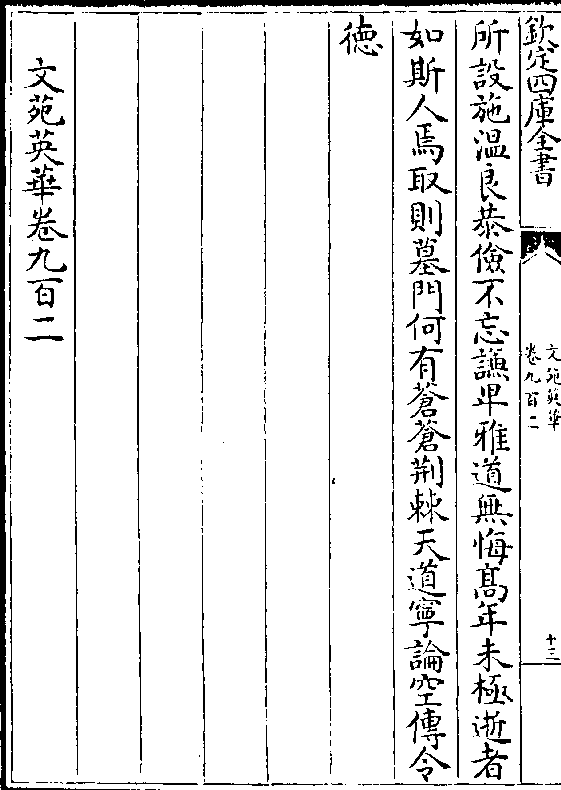 欽定四庫全書
文苑英華
卷九百二
十三
所設施溫良恭儉不忘謙卑雅道無悔髙年未極逝者
如斯人焉取則墓門何有蒼蒼荆棘天道寧論空傳令
德
文苑英華卷九百二